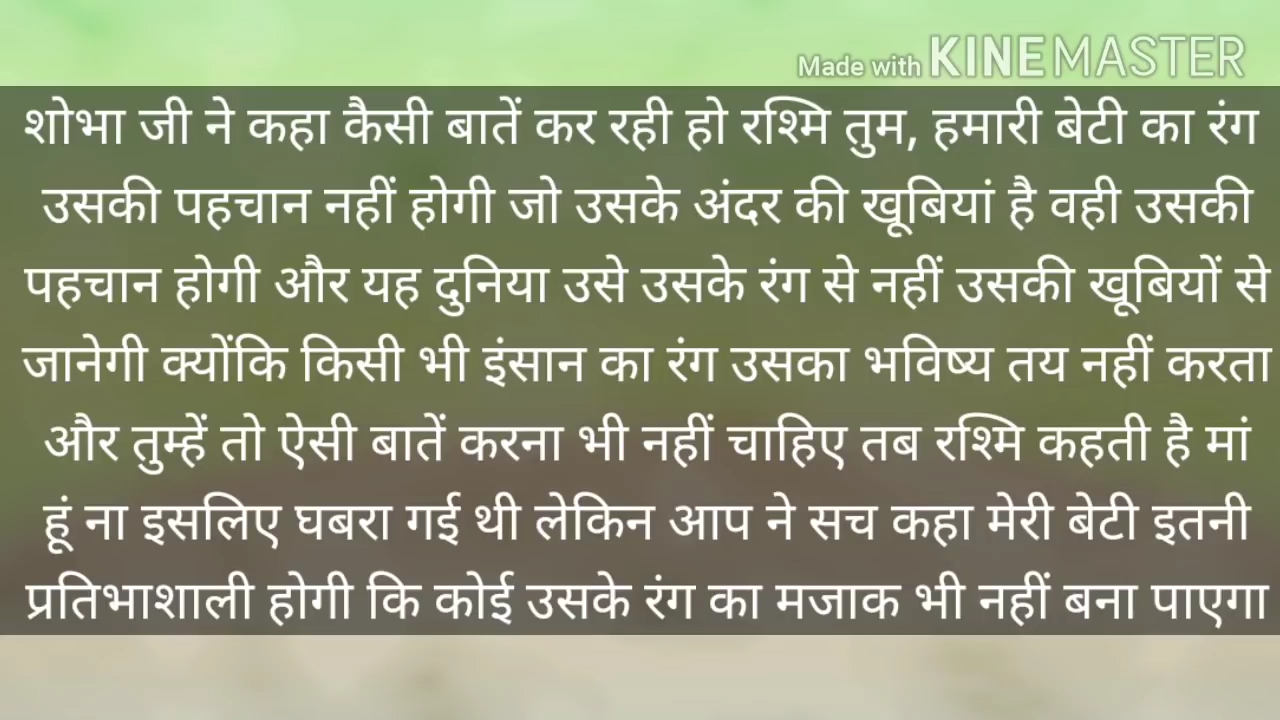 Made with KINEMASTER
शोभा जी ने कहा कैसी बातें कर रही हो रश्मि तुम, हमारी बेटी का रंग
उसकी पहचान नहीं होगी जो उसके अंदर की खूबियां है वही उसकी
पहचान होगी और यह दुनिया उसे उसके रंग से नहीं उसकी खूबियों से
जानेगी क्योंकि किसी भी इंसान का रंग उसका भविष्य तय नहीं करता
और तुम्हें तो ऐसी बातें करना भी नहीं चाहिए तब रश्मि कहती है मां
हूं ना इसलिए घबरा गई थी लेकिन आप ने सच कहा मेरी बेटी इतनी
प्रतिभाशाली होगी कि कोई उसके रंग का मजाक भी नहीं बना पाएगा